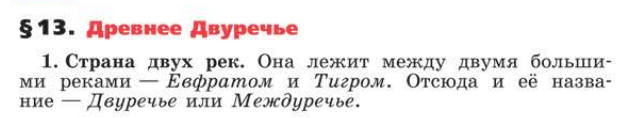 § 13. Древнее Двуречье
1. Страна двух рек. Она лежит между двумя больши-
ми реками — Евфратом и Тигром. Отсюда и её назва-
ние — Двуречье или Междуречье.